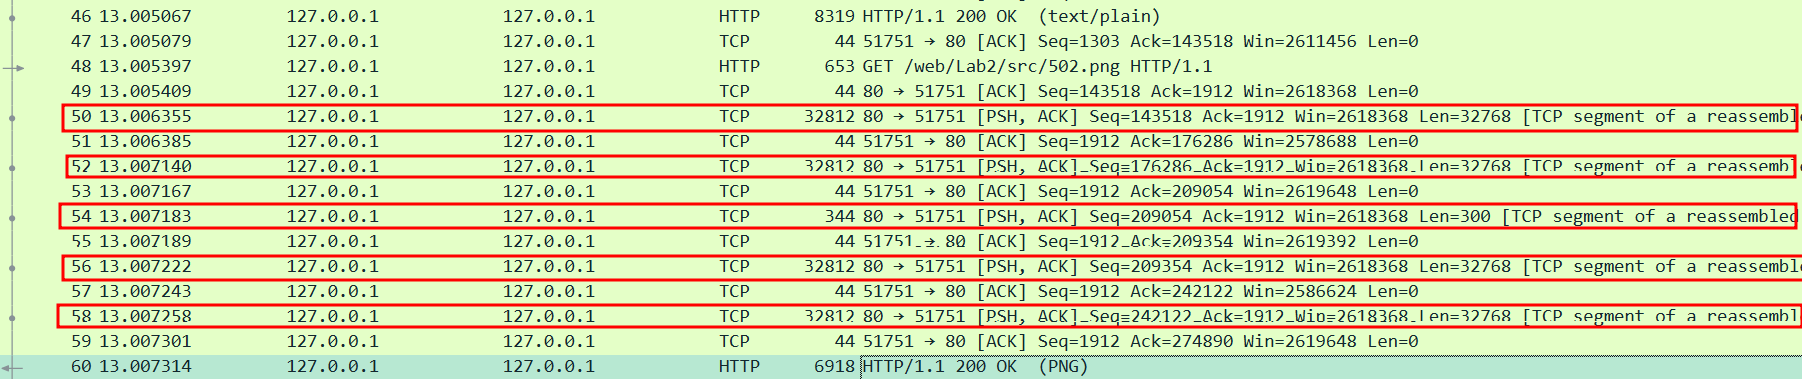 46 13.005067 127.0.0.1 127.0.0.1 HTTP 8319 HTTP/1.1 200 OK (text/plain)
47 13.005079 127.0.0.1 127.0.0.1 TCP 44 51751 → 80 [ACK] Seq=1303 Ack=143518 Win=2611456 Len=0
48 13.005397 127.0.0.1 127.0.0.1 HTTP 653 GET /web/Lab2/src/502.png HTTP/1.1
49 13.005409 127.0.0.1 127.0.0.1 TCP 44 80 → 51751 [ACK] Seq=143518 Ack=1912 Win=2618368 Len=0
50 13.006355 127.0.0.1 127.0.0.1 TCP 32812 80 → 51751 [PSH, ACK] Seq=143518 Ack=1912 Win=2618368 Len=32768 [TCP segment of a reassembl
51 13.006385 127.0.0.1 127.0.0.1 TCP 44 51751 → 80 [ACK] Seq=1912 Ack=176286 Win=2578688 Len=0
52 13.007140 127.0.0.1 127.0.0.1 TCP 32812 80 → 51751 [PSH, ACK] Seq=176286 Ack=1912 Win=2618368 Len=32768 [TCP segment of a reassembl
53 13.007167 127.0.0.1 127.0.0.1 TCP 44 51751 → 80 [ACK] Seq=1912 Ack=209054 Win=2619648 Len=0
54 13.007183 127.0.0.1 127.0.0.1 TCP 344 80 → 51751 [PSH, ACK] Seq=209054 Ack=1912 Win=2618368 Len=300 [TCP segment of a reassembled
55 13.007189 127.0.0.1 127.0.0.1 TCP 44 51751 → 80 [ACK] Seq=1912 Ack=209354 Win=2619392 Len=0
56 13.007222 127.0.0.1 127.0.0.1 TCP 32812 80 → 51751 [PSH, ACK] Seq=209354 Ack=1912 Win=2618368 Len=32768 [TCP segment of a reassembl
57 13.007243 127.0.0.1 127.0.0.1 TCP 44 51751 → 80 [ACK] Seq=1912 Ack=242122 Win=2586624 Len=0
58 13.007258 127.0.0.1 127.0.0.1 TCP 32812 80 → 51751 [PSH, ACK] Seq=242122 Ack=1912 Win=2618368 Len=32768 [TCP segment of a reassembl
59 13.007301 127.0.0.1 127.0.0.1 TCP 44 51751 → 80 [ACK] Seq=1912 Ack=274890 Win=2619648 Len=0
60 13.007314 127.0.0.1 127.0.0.1 HTTP 6918 HTTP/1.1 200 OK (PNG)